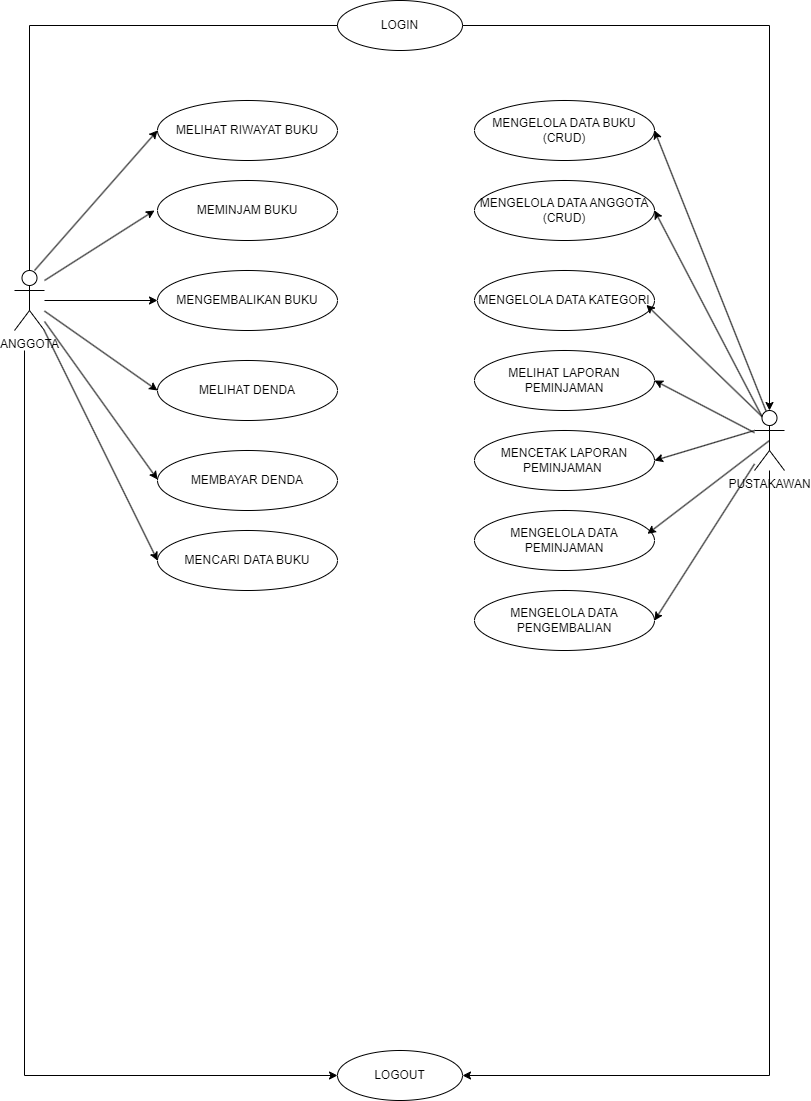 LOGIN
MELIHAT RIWAYAT BUKU
MEMINJAM BUKU
MENGEMBALIKAN BUKU
ANGGOTA
MELIHAT DENDA
MEMBAYAR DENDA
MENCARI DATA BUKU
MENGELOLA DATA BUKU
(CRUD)
MENGELOLA DATA ANGGOTA
(CRUD)
MENGELOLA DATA KATEGORI
MELIHAT LAPORAN
PEMINJAMAN
MENCETAK LAPORAN
PEMINJAMAN
PUSTAKAWAN
MENGELOLA DATA
PEMINJAMAN
MENGELOLA DATA
PENGEMBALIAN
LOGOUT